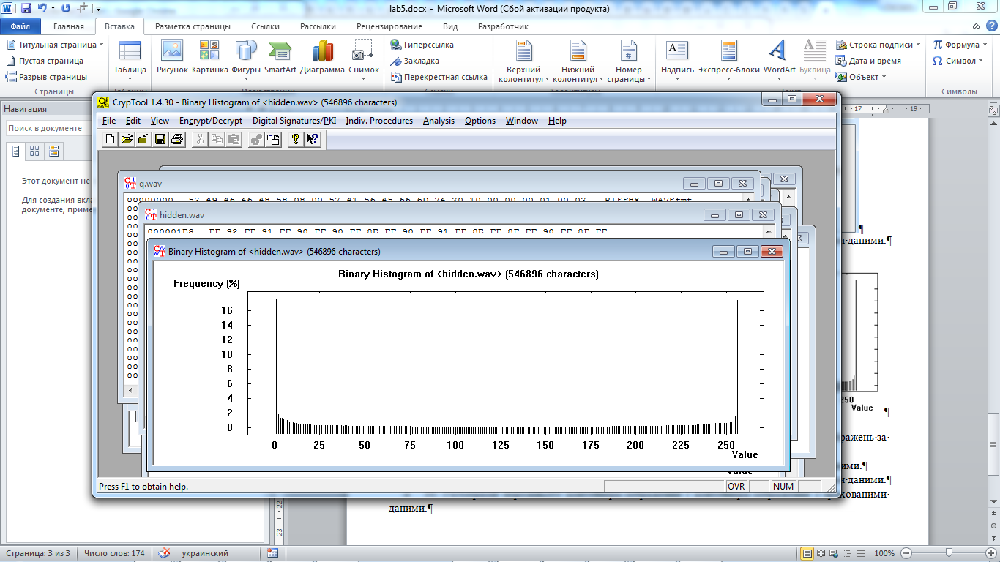 lab5.docx - Microsoft Word (Сбой активации продукта)
Файл Главная Вставка Разметка страницы Ссылки Рассылки Рецензирование Вид Разработчик
Титульная страница
Пустая страница
Разрыв страницы
Страницы
Таблица
Рисунок Картинка Фигуры SmartArt Диаграмма Снимок
Гиперссылка
Закладка
Перекрестная ссылка
Верхний колонтитул
Нижний колонтитул
Номер страницы
Надпись Экспресс-блоки WordArt Буквица
Строка подписи
Дата и время
Объект
π Формула
Ω Символ
Символы
Навигация
Поиск в документе
Этот документ не
Для создания вкла
документе, приме
CrypTool 1.4.30 - Binary Histogram of <hidden.wav> (546896 characters)
File Edit View Encrypt/Decrypt Digital Signatures/PKI Indiv. Procedures Analysis Options Window Help
q.wav
00000000 52 49 46 46 48 58 08 00 57 41 56 45 66 6D 74 20 10 00 00 00 01 00 02 RIFFHX WAVEfmt
hidden.wav
000001E3 FF 92 FF 91 FF 90 FF 90 FF 8E FF 90 FF 91 FF 8E FF 8F FF 90 FF 8F FF .......................
Binary Histogram of <hidden.wav> (546896 characters)
Binary Histogram of <hidden.wav> (546896 characters)
Frequency (%)
16
14
12
10
8
6
4
2
0
0 25 50 75 100 125 150 175 200 225 250
Value
Press F1 to obtain help.
OVR NUM
17 19
¶
и·даними.¶
250
Value ¶
ражень·за·
ими.¶
и·даними.¶
хованими·
даними.¶
22
23
Страница: 3 из 3 Число слов: 174 украинский 100%